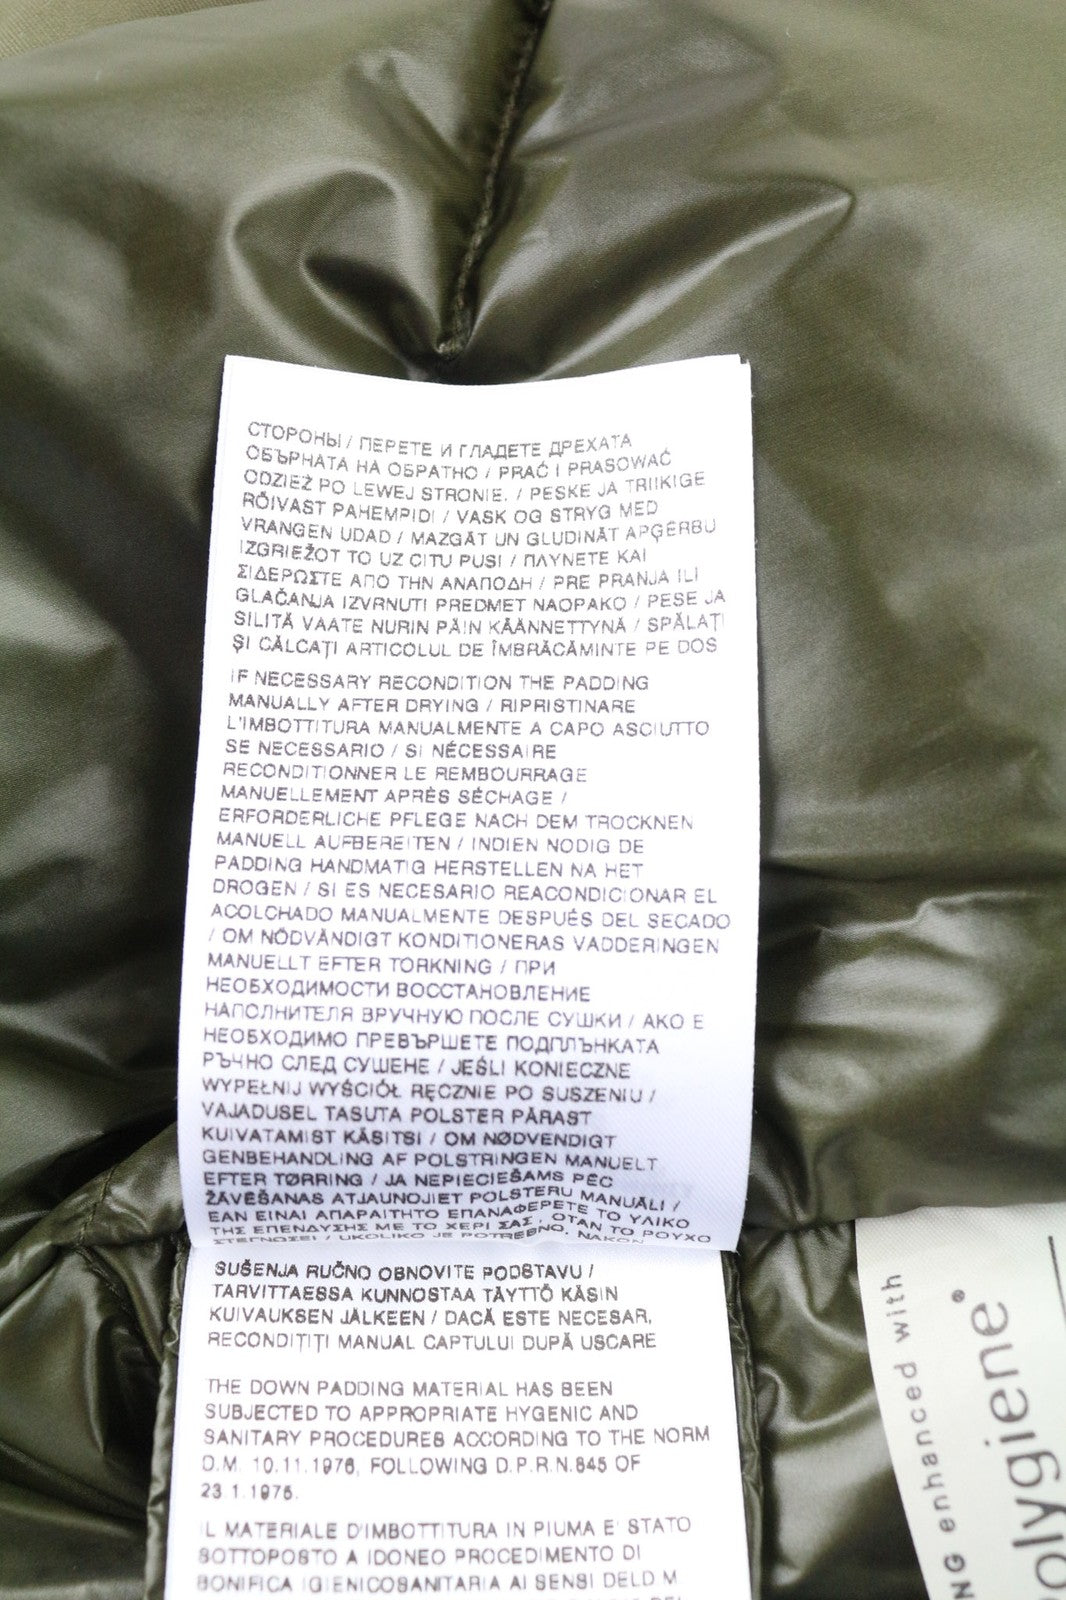 СТОРОНЫ / ПЕРЕТЕ И ГЛАДЕТЕ ДРЕХАТА
ОБЪРНАТА НА ОБРАТНО / PRAĆ I PRASOWAĆ
ODZIEŻ PO LEWEJ STRONIE. / PESKE JA TRIIKIGE
RÕIVAST PAHEMPIDI / VASK OG STRYG MED
VRANGEN UDAD / MAZGĀT UN GLUDINĀT APĢĒRBU
IZGRIEŽOT TO UZ CITU PUSI / ΠΛΥΝΕΤΕ ΚΑΙ
ΣΙΔΕΡΩΣΤΕ ΑΠΟ ΤΗΝ ΑΝΑΠΟΔΗ / PRE PRANJA ILI
GLAČANJA IZVRNUTI PREDMET NAOPAKO / PESE JA
SILITÄ VAATE NURIN PÄIN KÄÄNNETTYNÄ / SPĂLAȚI
ȘI CĂLCAȚI ARTICOLUL DE ÎMBRĂCĂMINTE PE DOS
IF NECESSARY RECONDITION THE PADDING
MANUALLY AFTER DRYING / RIPRISTINARE
L'IMBOTTITURA MANUALMENTE A CAPO ASCIUTTO
SE NECESSARIO / SI NÉCESSAIRE
RECONDITIONNER LE REMBOURRAGE
MANUELLEMENT APRÈS SÉCHAGE /
ERFORDERLICHE PFLEGE NACH DEM TROCKNEN
MANUELL AUFBEREITEN / INDIEN NODIG DE
PADDING HANDMATIG HERSTELLEN NA HET
DROGEN / SI ES NECESARIO REACONDICIONAR EL
ACOLCHADO MANUALMENTE DESPUÉS DEL SECADO
/ OM NÖDVÄNDIGT KONDITIONERAS VADDERINGEN
MANUELLT EFTER TORKNING / ПРИ
НЕОБХОДИМОСТИ ВОССТАНОВЛЕНИЕ
НАПОЛНИТЕЛЯ ВРУЧНУЮ ПОСЛЕ СУШКИ / АКО Е
НЕОБХОДИМО ПРЕВЪРШЕТЕ ПОДПЛЪНКАТА
РЪЧНО СЛЕД СУШЕНЕ / JEŚLI KONIECZNE
WYPEŁNIJ WYŚCIÓŁ RĘCZNIE PO SUSZENIU /
VAJADUSEL TASUTA POLSTER PÄRAST
KUIVATAMIST KÄSITSI / OM NØDVENDIGT
GENBEHANDLING AF POLSTRINGEN MANUELT
EFTER TØRRING / JA NEPIECIEŠAMS PĒC
ŽĀVĒŠANAS ATJAUNOJIET POLSTERU MANUĀLI /
ΕΑΝ ΕΙΝΑΙ ΑΠΑΡΑΙΤΗΤΟ ΕΠΑΝΑΦΕΡΕΤΕ ΤΟ ΥΛΙΚΟ
ΤΗΣ ΕΠΕΝΔΥΣΗΣ ΜΕ ΤΟ ΧΕΡΙ ΣΑΣ, ΟΤΑΝ ΤΟ ΡΟΥΧΟ
ΣΤΕΓΝΩΣΕΙ / UKOLIKO JE POTREBNO, NAKON
SUŠENJA RUČNO OBNOVITE PODSTAVU /
TARVITTAESSA KUNNOSTAA TÄYTTÖ KÄSIN
KUIVAUKSEN JÄLKEEN / DACĂ ESTE NECESAR,
RECONDIȚIȚI MANUAL CAPTULUI DUPĂ USCARE
THE DOWN PADDING MATERIAL HAS BEEN
SUBJECTED TO APPROPRIATE HYGENIC AND
SANITARY PROCEDURES ACCORDING TO THE NORM
D.M. 10.11.1976, FOLLOWING D.P.R.N.845 OF
23.1.1975.
IL MATERIALE D'IMBOTTITURA IN PIUMA E' STATO
SOTTOPOSTO A IDONEO PROCEDIMENTO DI
BONIFICA IGIENICOSANITARIA AI SENSI DELD M
enhanced with
olygiene®